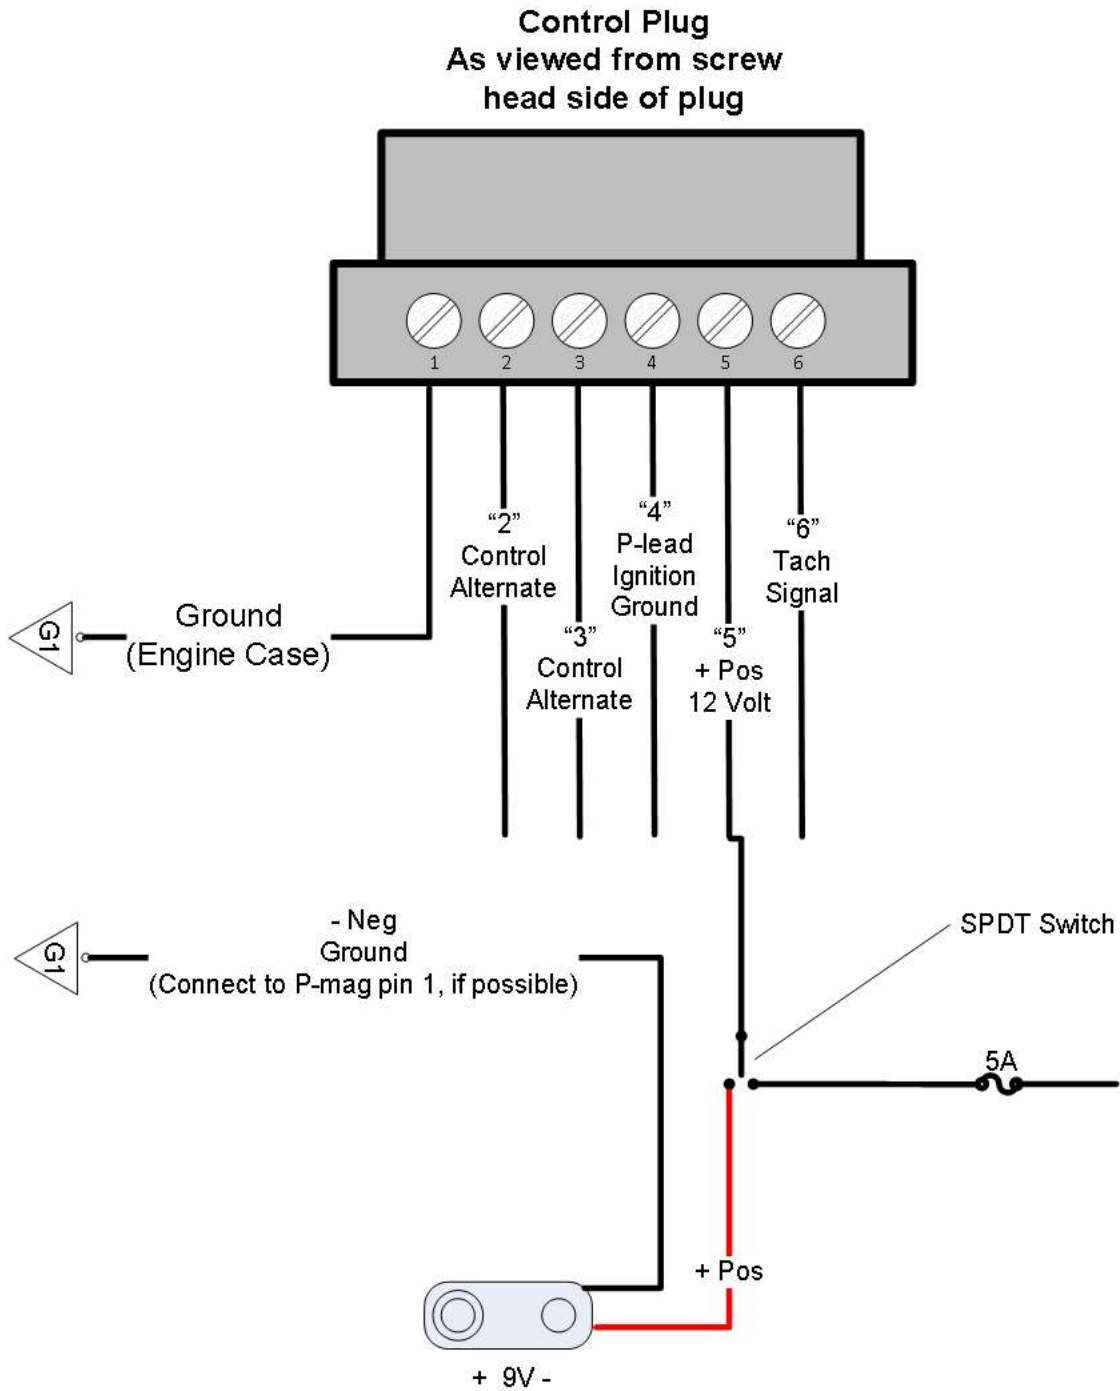 Control Plug
As viewed from screw
head side of plug
1 2 3 4 5 6
“2”
Control
Alternate
“4”
P-lead
Ignition
Ground
“6”
Tach
Signal
Ground
(Engine Case)
G1
“3”
Control
Alternate
“5”
+ Pos
12 Volt
- Neg
Ground
(Connect to P-mag pin 1, if possible)
G1
SPDT Switch
5A
+ Pos
+ 9V -